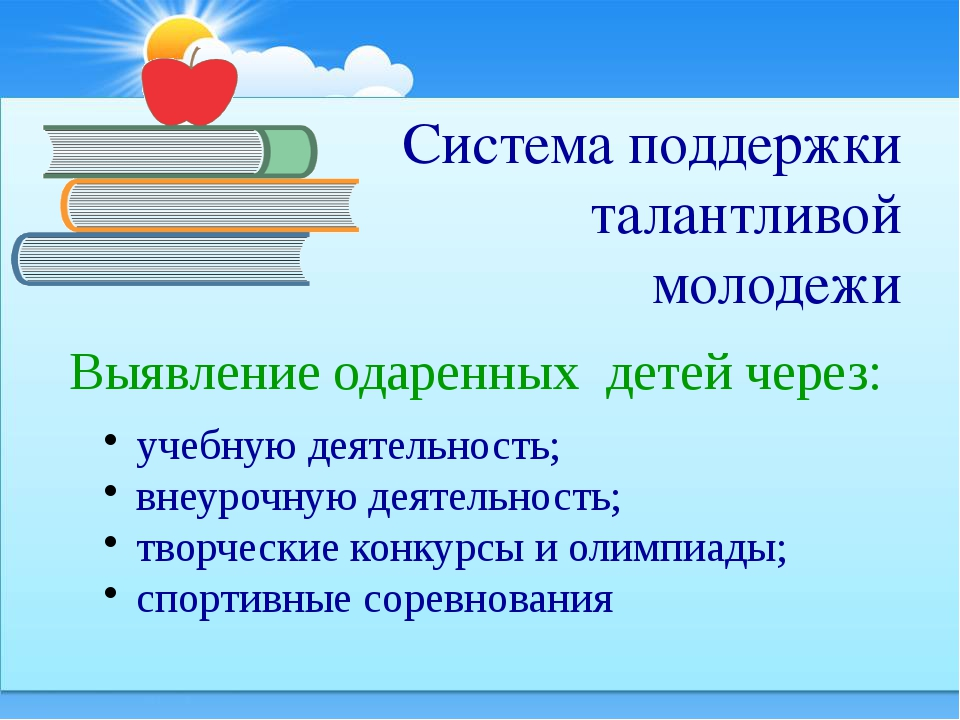 Система поддержки
талантливой
молодежи
Выявление одаренных детей через:
• учебную деятельность;
• внеурочную деятельность;
• творческие конкурсы и олимпиады;
• спортивные соревнования